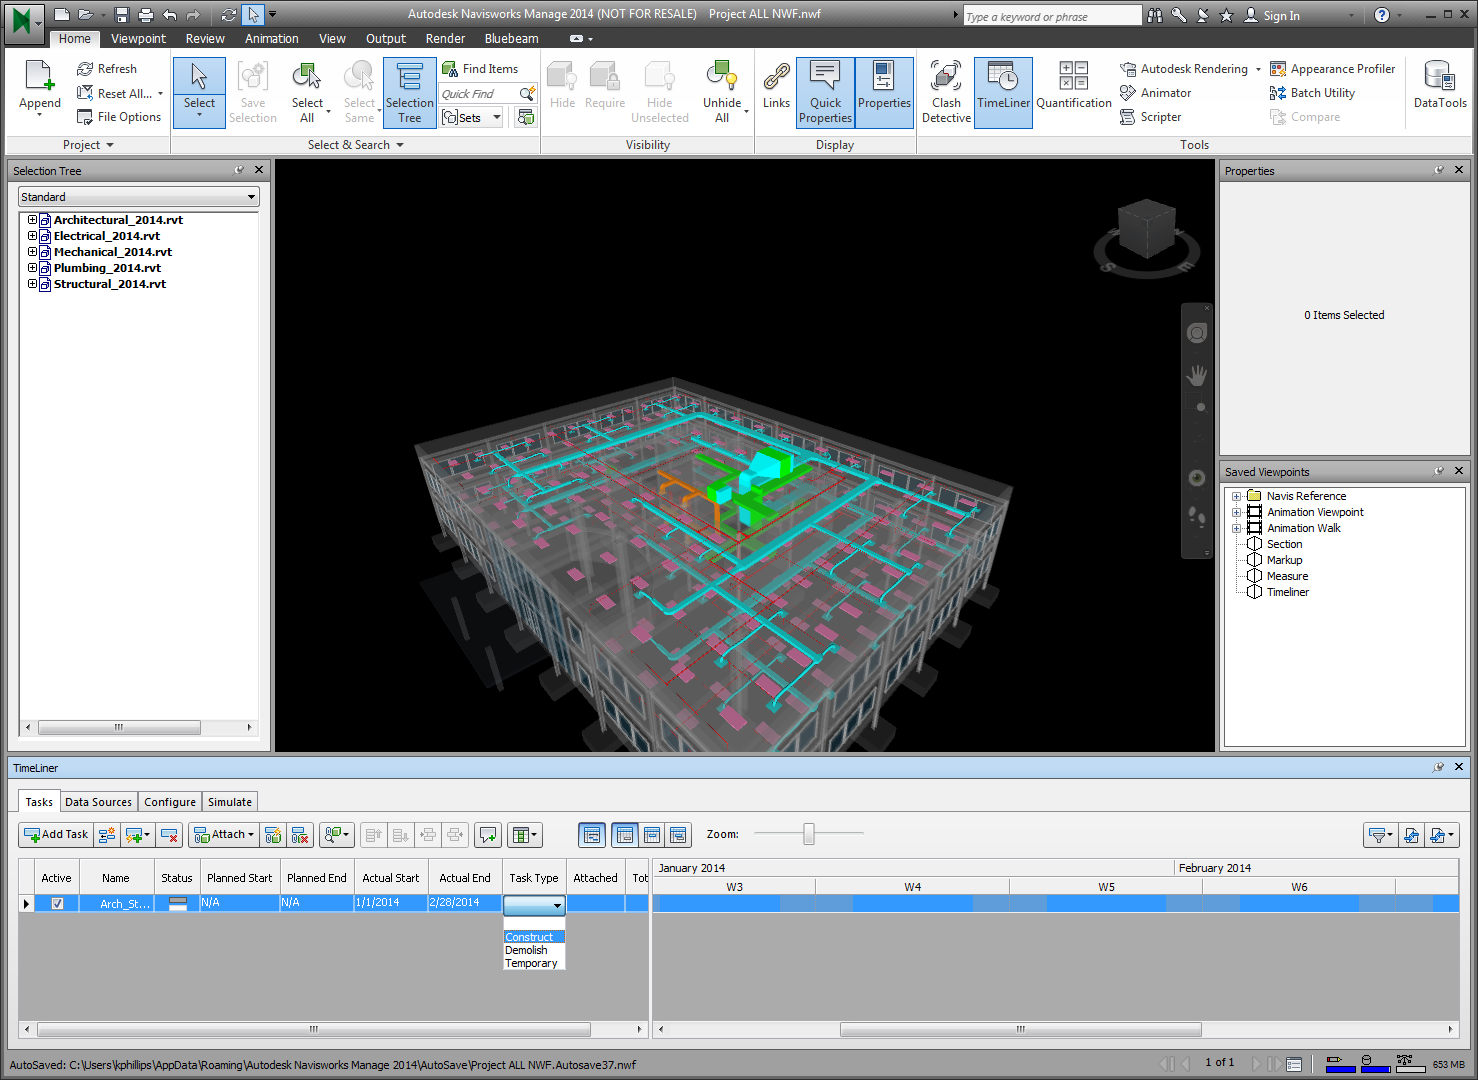 Autodesk Navisworks Manage 2014 (NOT FOR RESALE) Project ALL NWF.nwf
Type a keyword or phrase
Sign In
Home Viewpoint Review Animation View Output Render Bluebeam
Append
Refresh
Reset All...
File Options
Project
Select
Save Selection
Select All
Select Same
Selection Tree
Find Items
Quick Find
Sets
Select & Search
Hide
Require
Hide Unselected
Unhide All
Visibility
Links
Quick Properties
Properties
Display
Clash Detective
TimeLiner
Quantification
Autodesk Rendering
Animator
Scripter
Appearance Profiler
Batch Utility
Compare
Tools
DataTools
Selection Tree
Standard
Architectural_2014.rvt
Electrical_2014.rvt
Mechanical_2014.rvt
Plumbing_2014.rvt
Structural_2014.rvt
S
E
Properties
0 Items Selected
Saved Viewpoints
Navis Reference
Animation Viewpoint
Animation Walk
Section
Markup
Measure
Timeliner
TimeLiner
Tasks Data Sources Configure Simulate
Add Task
Attach
Zoom:
Active Name Status Planned Start Planned End Actual Start Actual End Task Type Attached Tot
Arch_St... N/A N/A 1/1/2014 2/28/2014
Construct
Demolish
Temporary
January 2014 February 2014
W3 W4 W5 W6
AutoSaved: C:\Users\kphillips\AppData\Roaming\Autodesk Navisworks Manage 2014\AutoSave\Project ALL NWF.Autosave37.nwf
1 of 1
653 MB